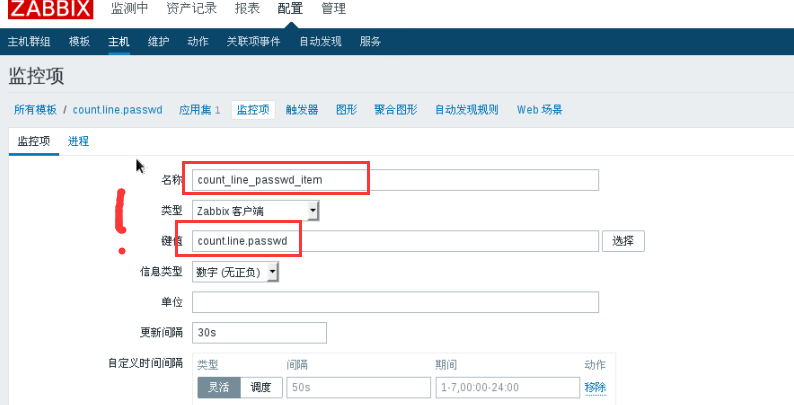 ZABBIX 监测中 资产记录 报表 配置 管理
主机群组 模板 主机 维护 动作 关联项事件 自动发现 服务
监控项
所有模板 / count.line.passwd 应用集 1 监控项 触发器 图形 聚合图形 自动发现规则 Web 场景
监控项 进程
名称 count_line_passwd_item
类型 Zabbix 客户端
键值 count.line.passwd 选择
信息类型 数字 (无正负)
单位
更新间隔 30s
自定义时间间隔 类型 间隔 期间 动作
灵活 调度 50s 1-7,00:00-24:00 移除